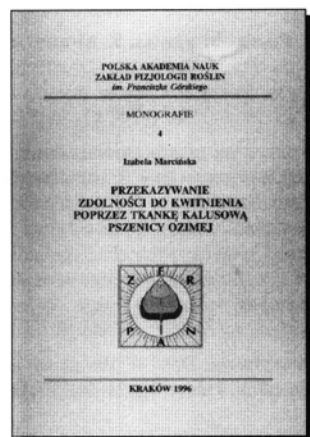 POLSKA AKADEMIA NAUK
ZAKŁAD FIZJOLOGII ROŚLIN
im. Franciszka Górskiego
MONOGRAFIE
4
Izabela Marcińska
PRZEKAZYWANIE
ZDOLNOŚCI DO KWITNIENIA
POPRZEZ TKANKĘ KALUSOWĄ
PSZENICY OZIMEJ
Z F R
P A N
KRAKÓW 1996